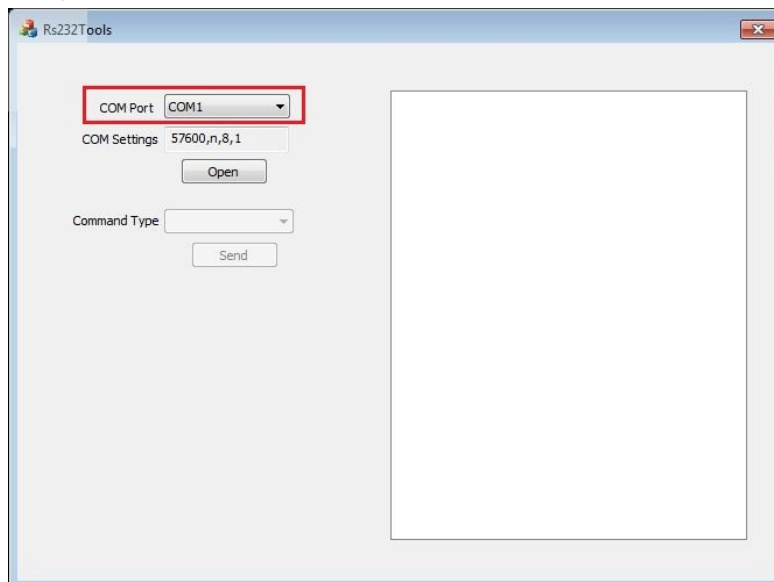 Rs232Tools
COM Port COM1
COM Settings 57600,n,8,1
Open
Command Type
Send